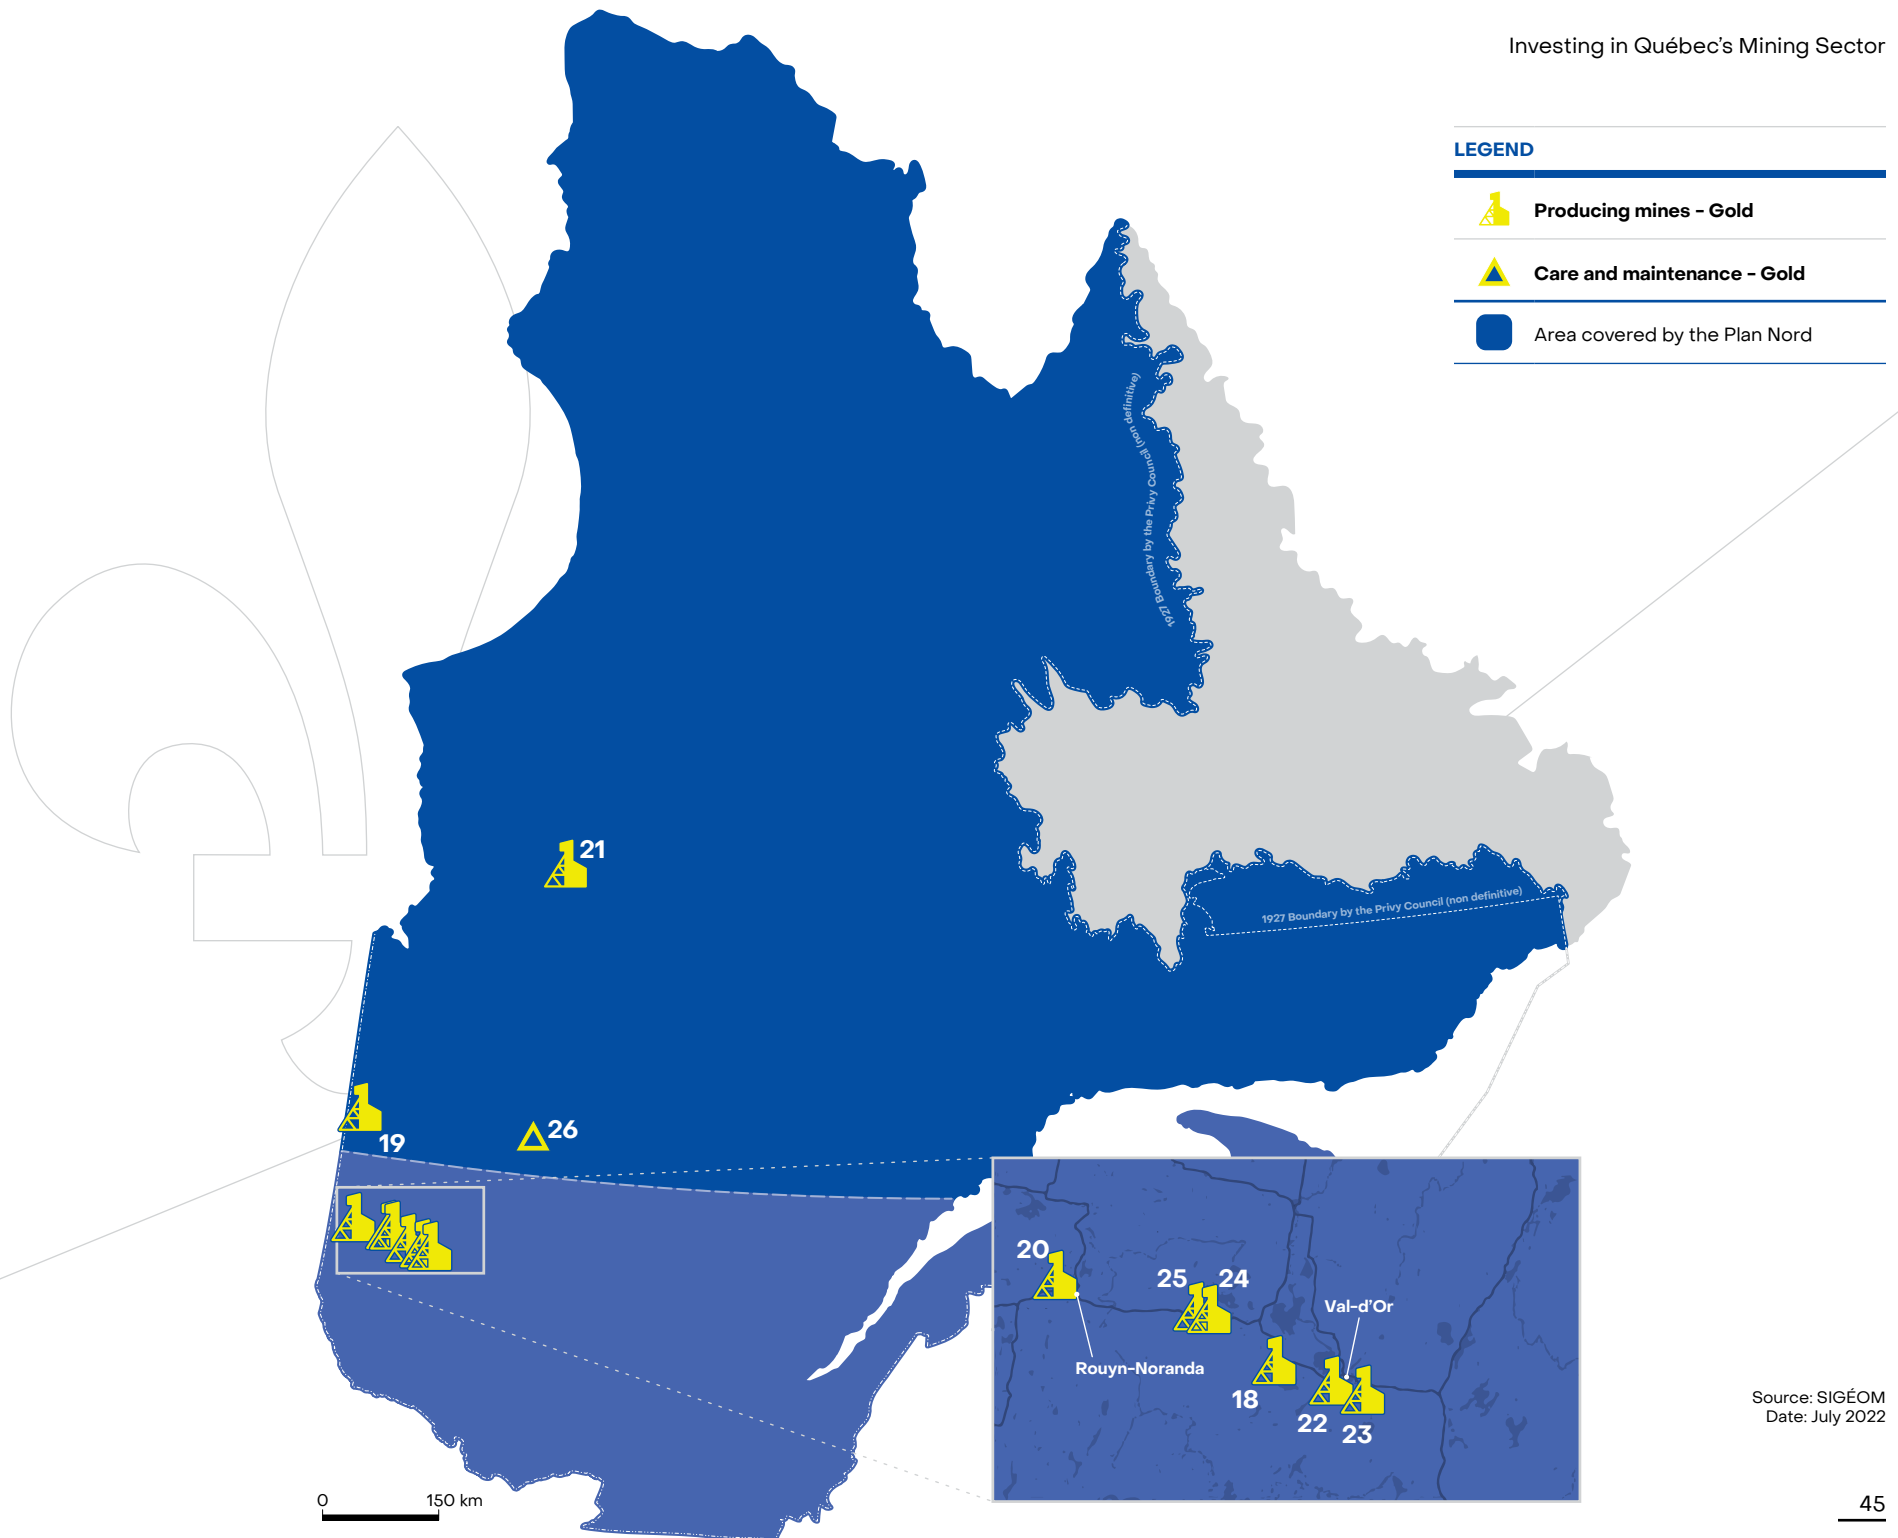 Investing in Québec's Mining Sector
LEGEND
Producing mines – Gold
Care and maintenance – Gold
Area covered by the Plan Nord
1927 Boundary by the Privy Council (non definitive)
21
1927 Boundary by the Privy Council (non definitive)
19
26
20
25
24
Val-d'Or
Rouyn-Noranda
18
22
23
Source: SIGÉOM
Date: July 2022
0
150 km
45